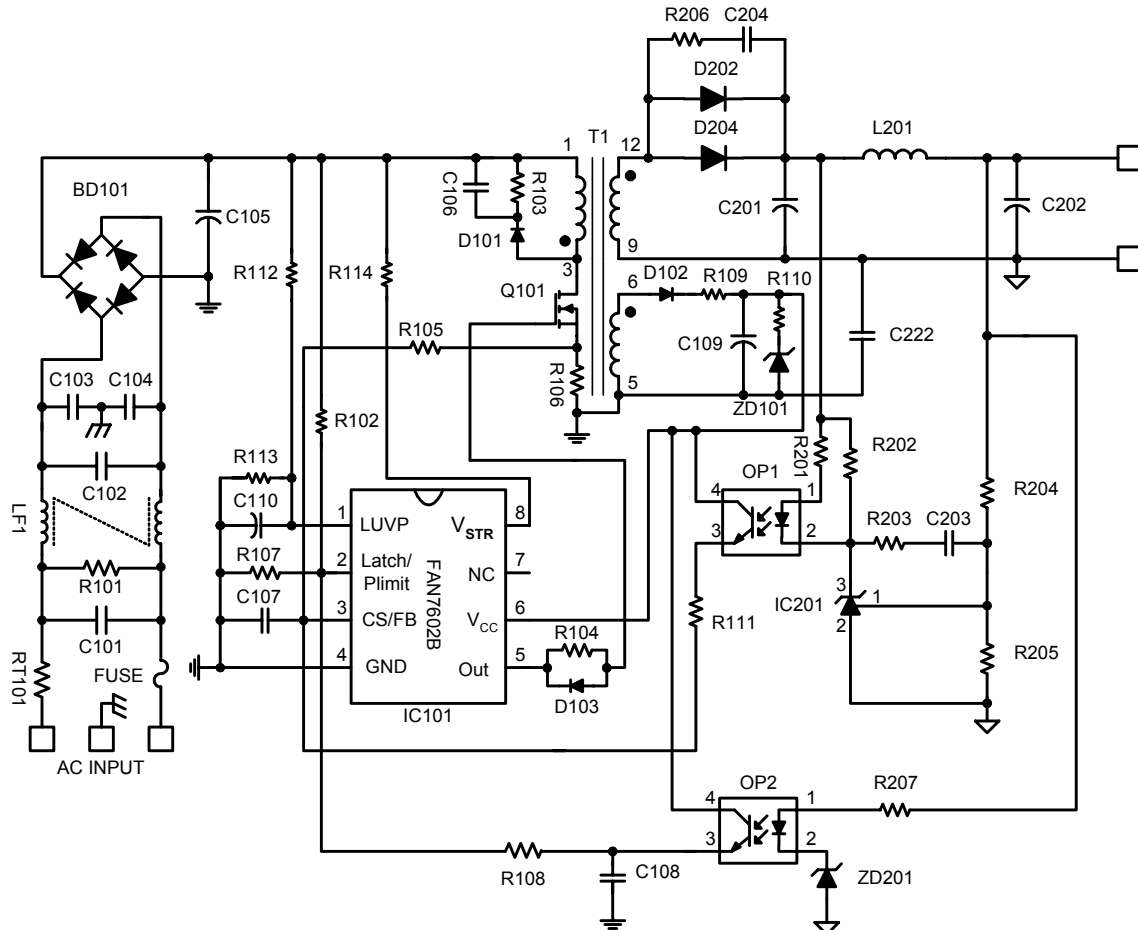 R206
C204
D202
D204
L201
1
T1
12
BD101
C106
R103
C105
C201
C202
D101
9
R112
R114
3
6
D102
R109
R110
Q101
R105
C109
C222
R106
5
ZD101
C103
C104
R102
R201
R202
R113
OP1
C102
C110
4
1
R204
LF1
1
LUVP
VSTR
8
3
2
R203
C203
R107
2
Latch/
Plimit
FAN7602B
NC
7
R101
C107
3
IC201
1
2
3
CS/FB
VCC
6
R111
C101
R104
R205
RT101
FUSE
4
GND
Out
5
D103
IC101
AC INPUT
OP2
R207
4
1
3
2
R108
C108
ZD201